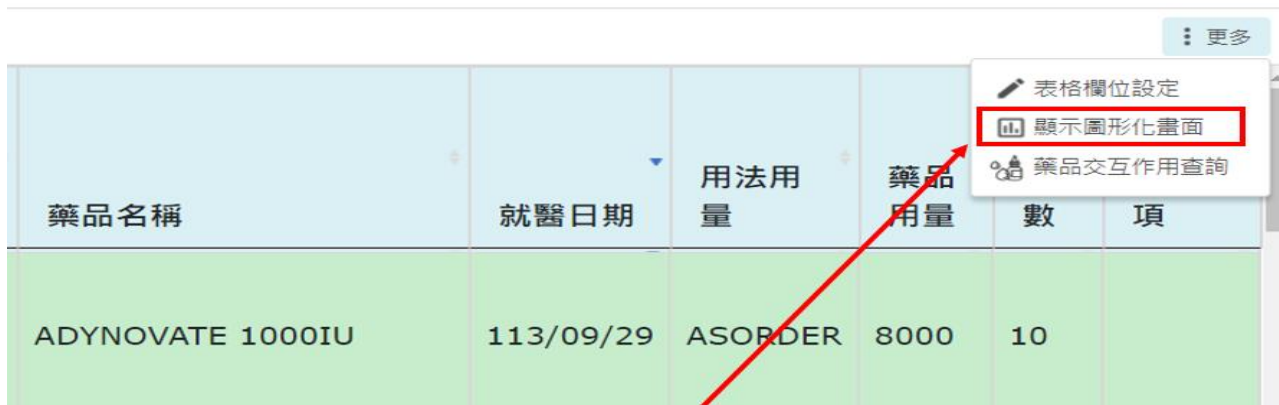 更多
表格欄位設定
顯示圖形化畫面
藥品交互作用查詢
藥品名稱
就醫日期
用法用
量
藥品
用量
數
項
ADYNOVATE 1000IU
113/09/29
ASORDER
8000
10